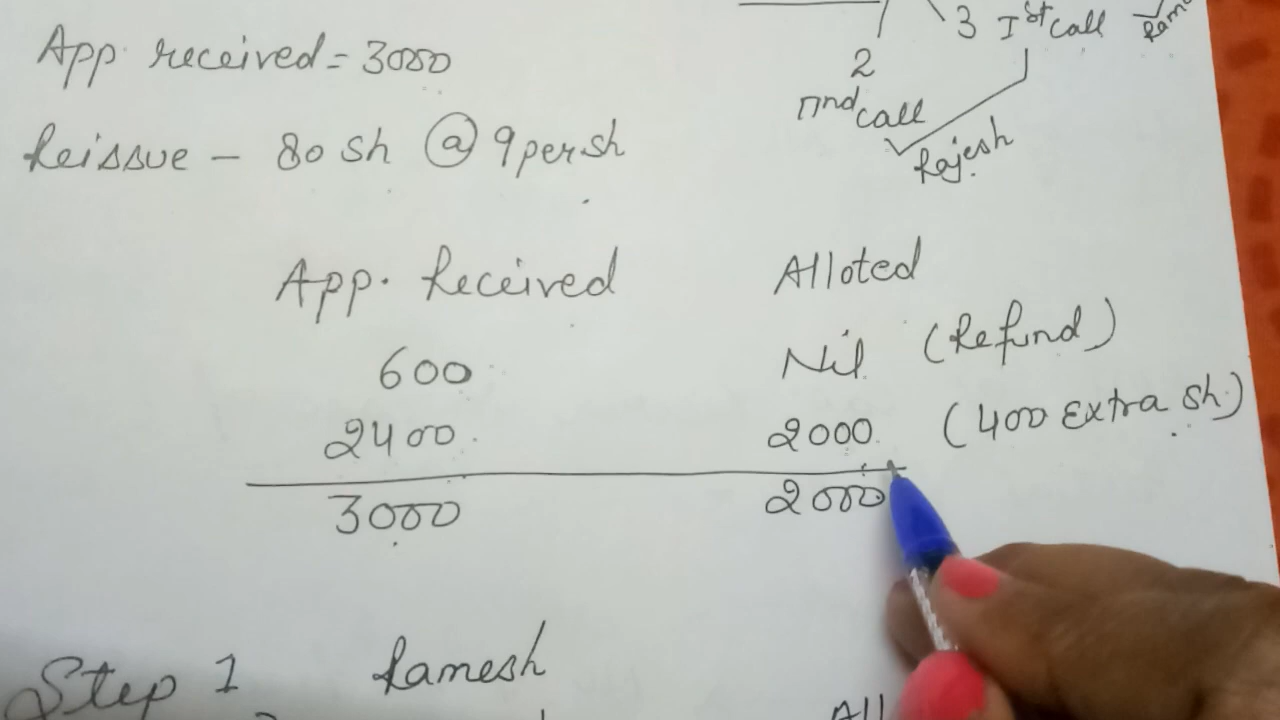 App. received = 3000
Reissue - 80 sh @ 9 per sh
3 Ist call
2
IInd call
Rajesh
App. Received Alloted
600 Nil (Refund)
2400 2000 (400 Extra sh.)
3000 2000
Step 1 Ramesh
All